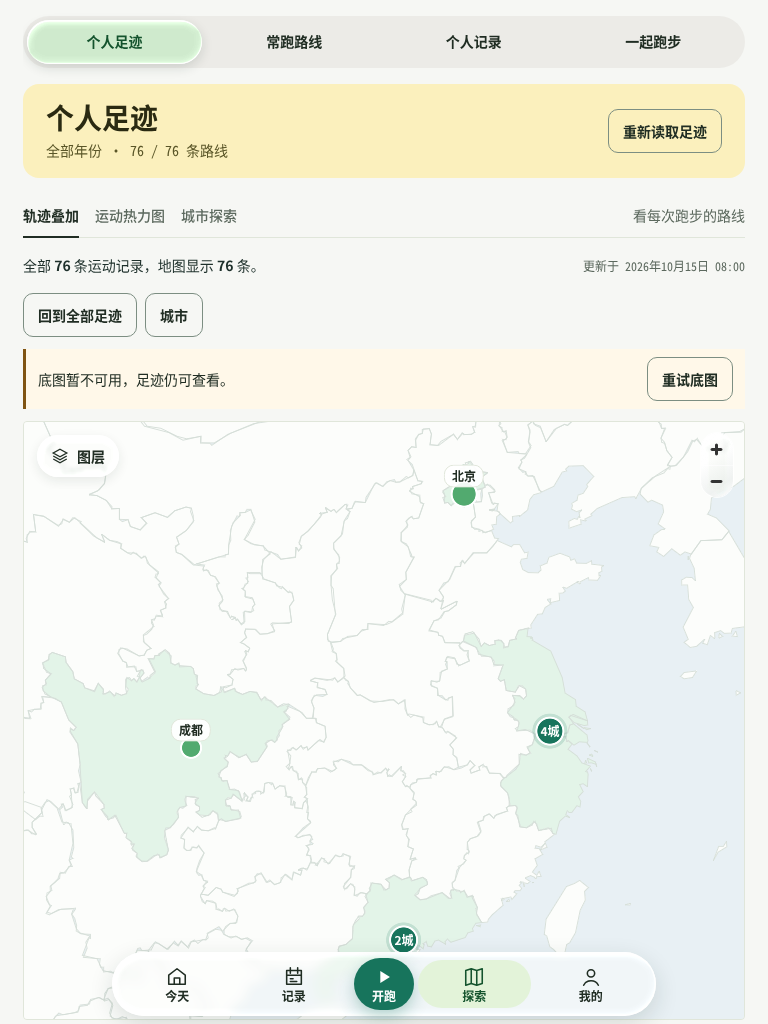 个人足迹
常跑路线
个人记录
一起跑步
个人足迹
全部年份 · 76 / 76 条路线
重新读取足迹
轨迹叠加
运动热力图
城市探索
看每次跑步的路线
全部 76 条运动记录，地图显示 76 条。
更新于 2026年10月15日 08:00
回到全部足迹
城市
底图暂不可用，足迹仍可查看。
重试底图
图层
北京
+
−
成都
4城
2城
今天
记录
开跑
探索
我的